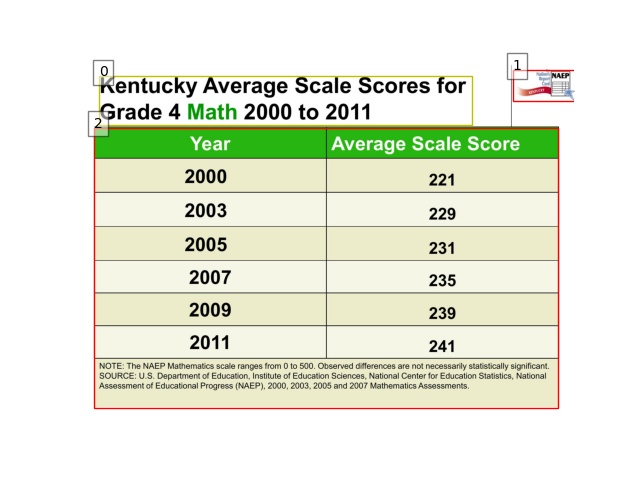 0
1
NAEP
Kentucky Average Scale Scores for
Grade 4 Math 2000 to 2011
2
Year Average Scale Score
2000 221
2003 229
2005 231
2007 235
2009 239
2011 241
NOTE: The NAEP Mathematics scale ranges from 0 to 500. Observed differences are not necessarily statistically significant.
SOURCE: U.S. Department of Education, Institute of Education Sciences, National Center for Education Statistics, National
Assessment of Educational Progress (NAEP), 2000, 2003, 2005 and 2007 Mathematics Assessments.